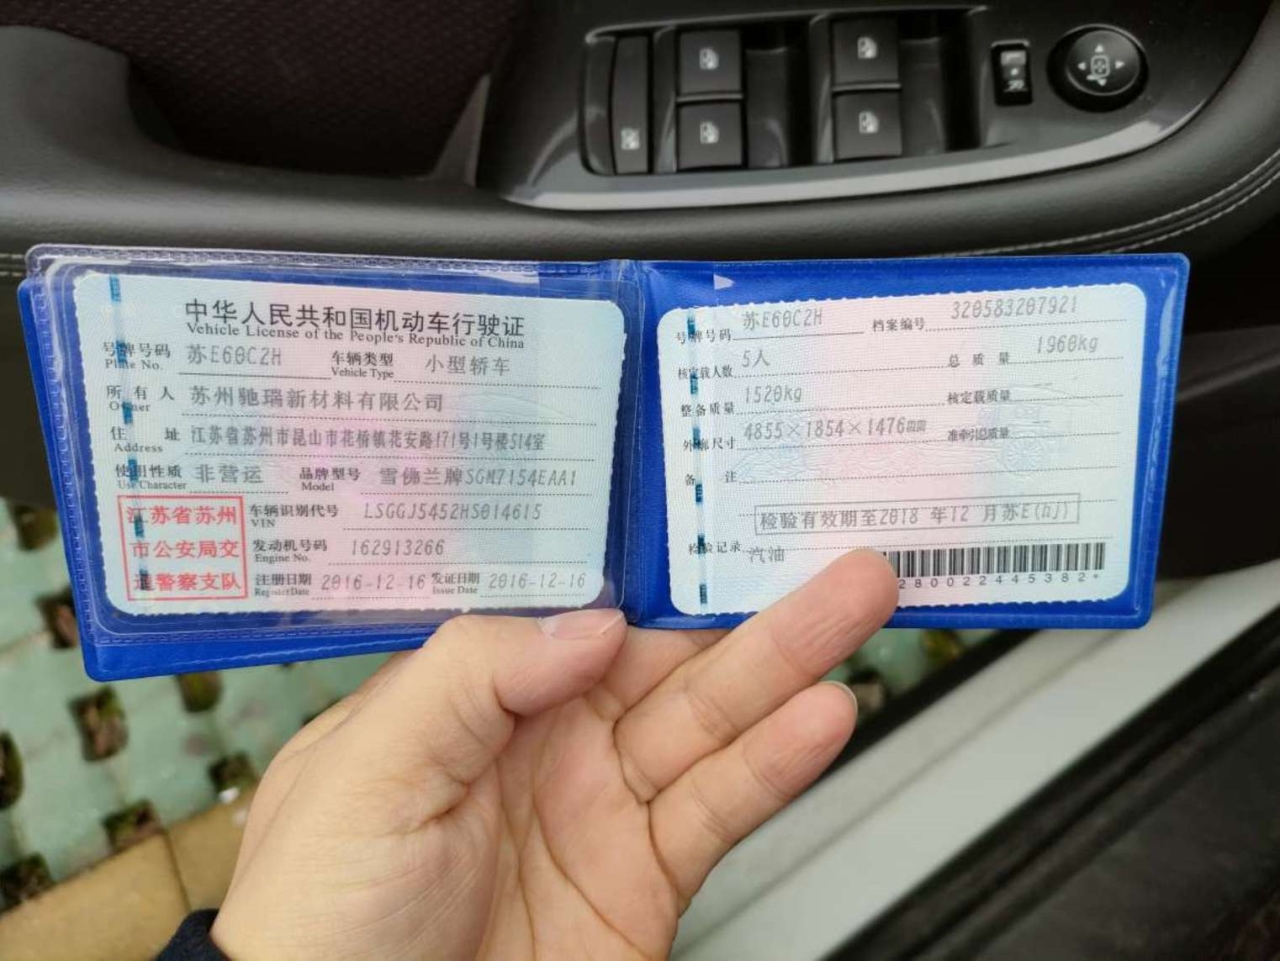 中华人民共和国机动车行驶证
Vehicle License of the People's Republic of China
号牌号码 苏E60C2H 车辆类型 小型轿车
Plate No. Vehicle Type
所有人 苏州驰瑞新材料有限公司
Owner
住址 江苏省苏州市昆山市花桥镇花安路171号1号楼514室
Address
使用性质 非营运 品牌型号 雪佛兰牌SGM7154EAA1
Use Character Model
江苏省苏州
市公安局交
通警察支队
车辆识别代号 LSGGJ5452HS014615
VIN
发动机号码 162913266
Engine No.
注册日期 2016-12-16 发证日期 2016-12-16
Register Date Issue Date
号牌号码 苏E60C2H 档案编号 320583207921
核定载人数 5人 总质量 1960kg
整备质量 1520kg 核定载质量 --
外廓尺寸 4855×1854×1476mm 准牵引总质量 --
备注
检验有效期至2018 年12 月苏E(hJ)
检验记录 汽油
280022445382*